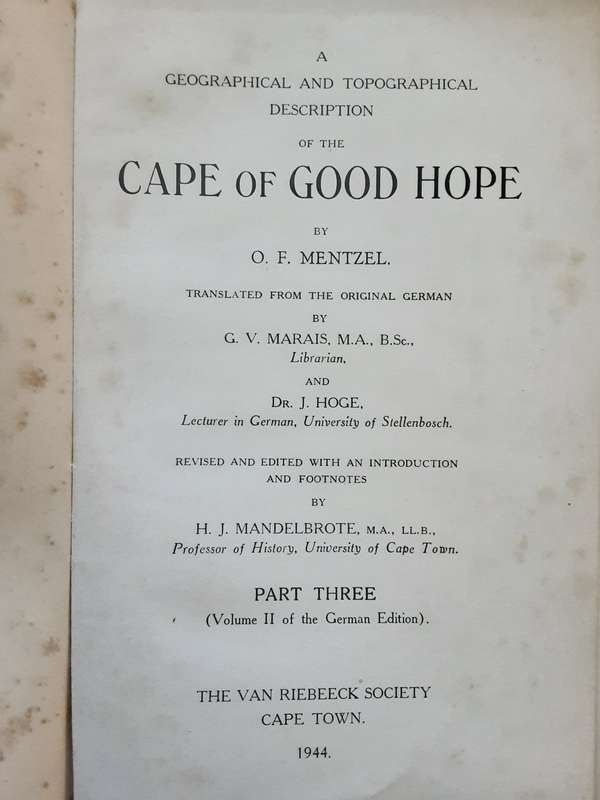 A
GEOGRAPHICAL AND TOPOGRAPHICAL
DESCRIPTION
OF THE
CAPE OF GOOD HOPE
BY
O. F. MENTZEL,
TRANSLATED FROM THE ORIGINAL GERMAN
BY
G. V. MARAIS, M.A., B.Sc.,
Librarian,
AND
DR. J. HOGE,
Lecturer in German, University of Stellenbosch.
REVISED AND EDITED WITH AN INTRODUCTION
AND FOOTNOTES
BY
H. J. MANDELBROTE, M.A., LL.B.,
Professor of History, University of Cape Town.
PART THREE
(Volume II of the German Edition).
THE VAN RIEBEECK SOCIETY
CAPE TOWN.
1944.